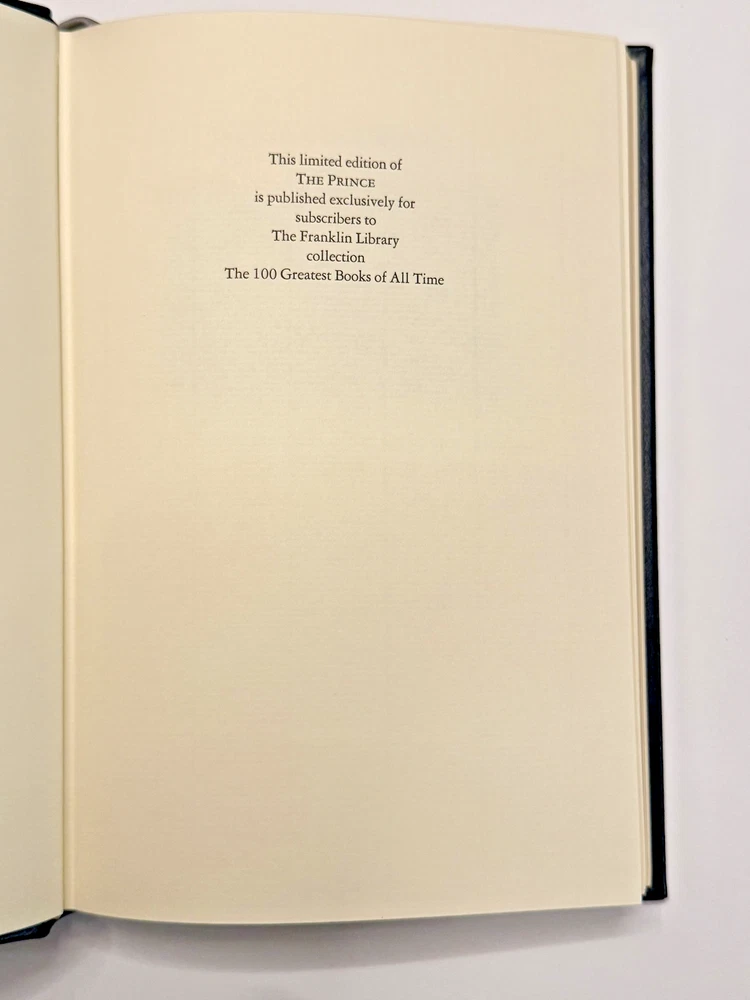 This limited edition of
THE PRINCE
is published exclusively for
subscribers to
The Franklin Library
collection
The 100 Greatest Books of All Time